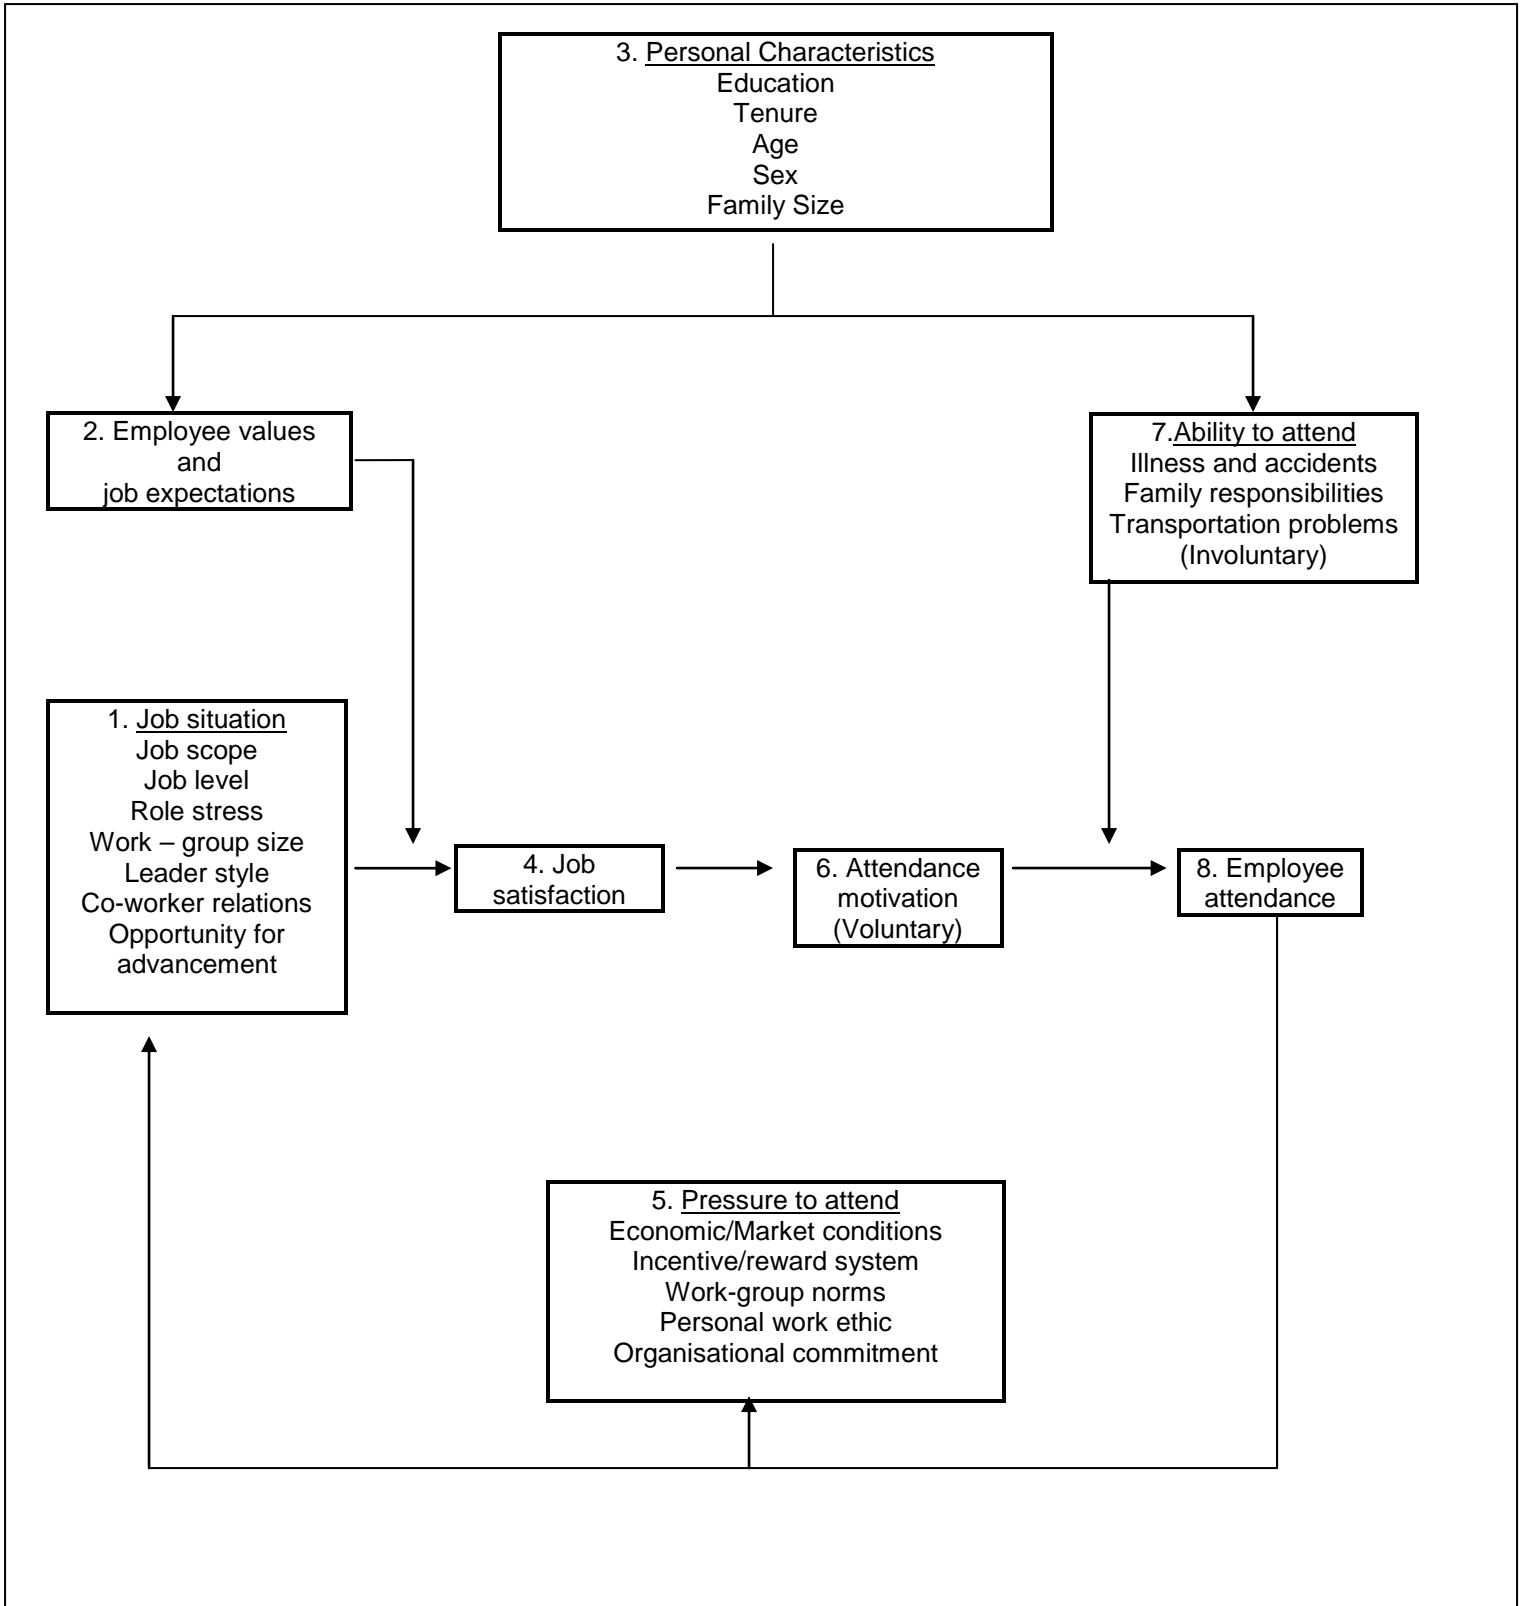 3. Personal Characteristics
Education
Tenure
Age
Sex
Family Size
2. Employee values
and
job expectations
7.Ability to attend
Illness and accidents
Family responsibilities
Transportation problems
(Involuntary)
1. Job situation
Job scope
Job level
Role stress
Work – group size
Leader style
Co-worker relations
Opportunity for
advancement
4. Job
satisfaction
6. Attendance
motivation
(Voluntary)
8. Employee
attendance
5. Pressure to attend
Economic/Market conditions
Incentive/reward system
Work-group norms
Personal work ethic
Organisational commitment